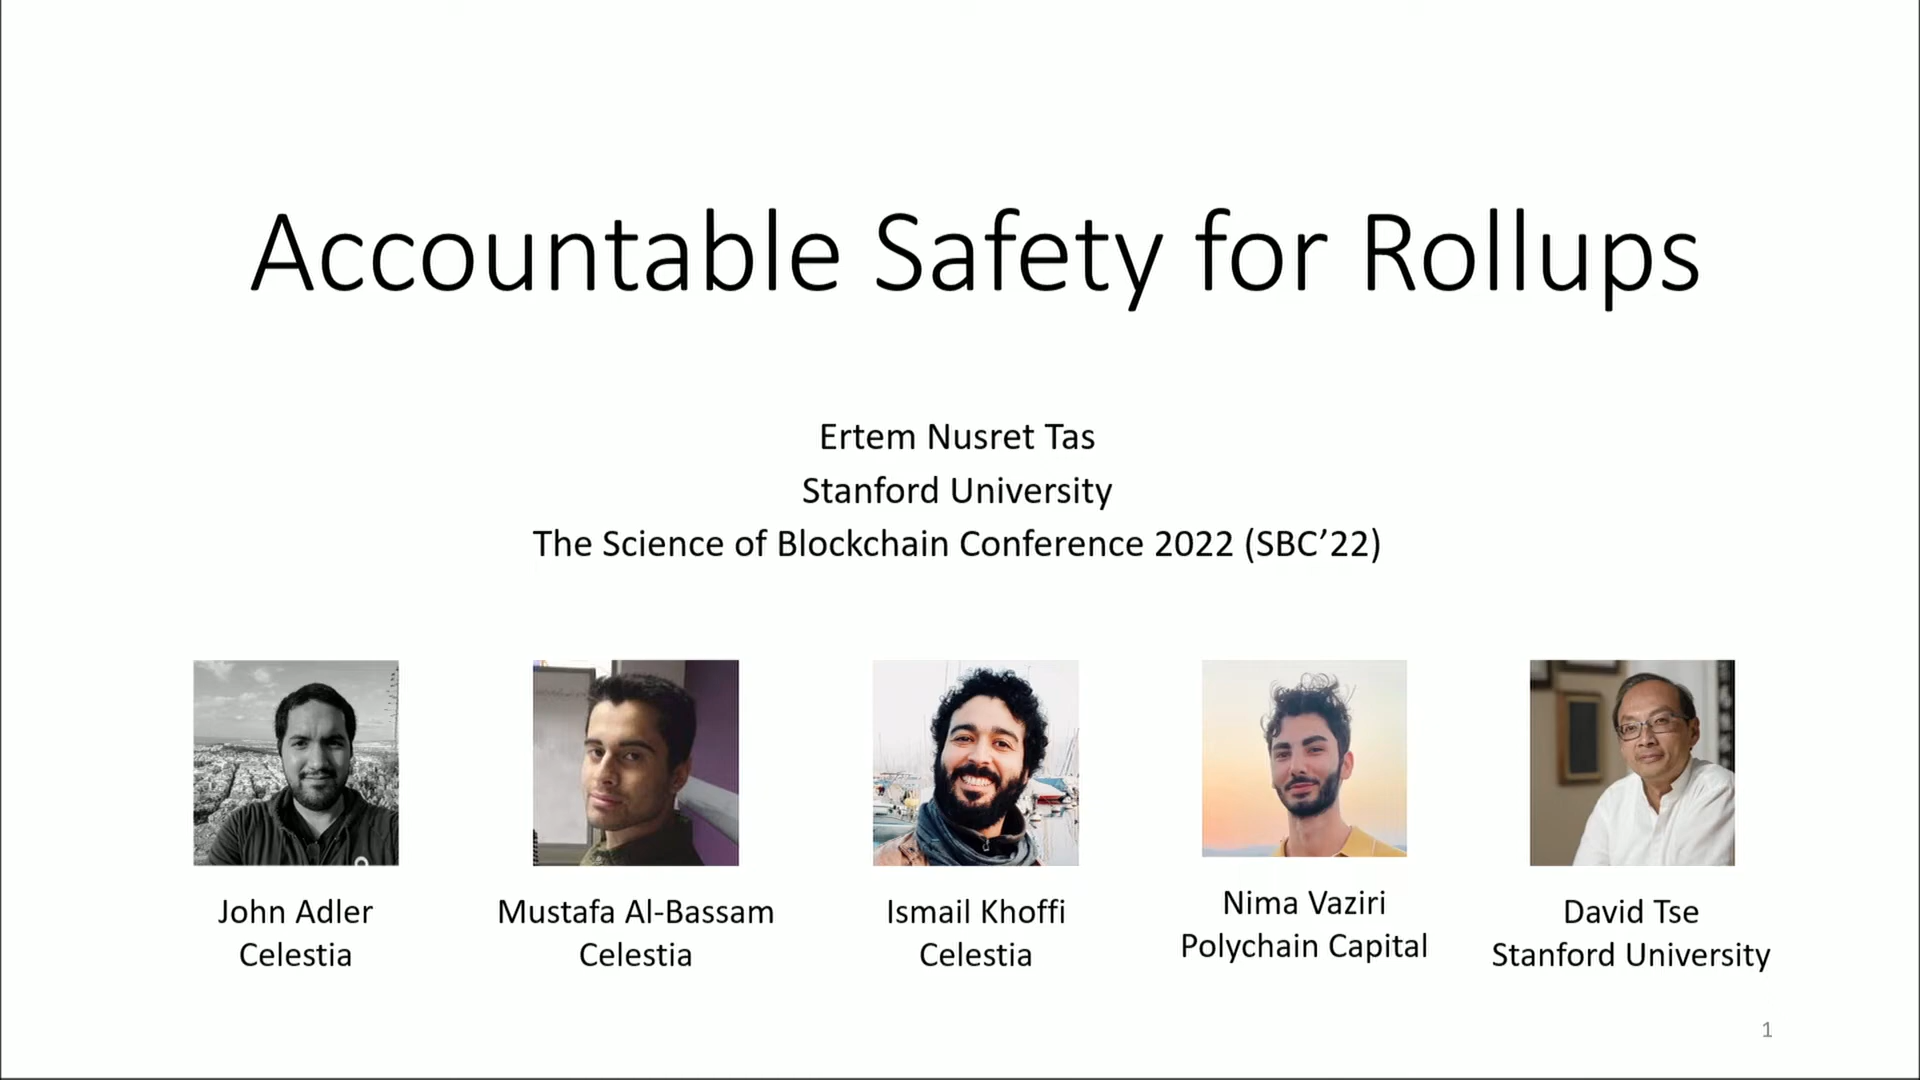 Accountable Safety for Rollups
Ertem Nusret Tas
Stanford University
The Science of Blockchain Conference 2022 (SBC’22)
John Adler
Celestia
Mustafa Al-Bassam
Celestia
Ismail Khoffi
Celestia
Nima Vaziri
Polychain Capital
David Tse
Stanford University
1